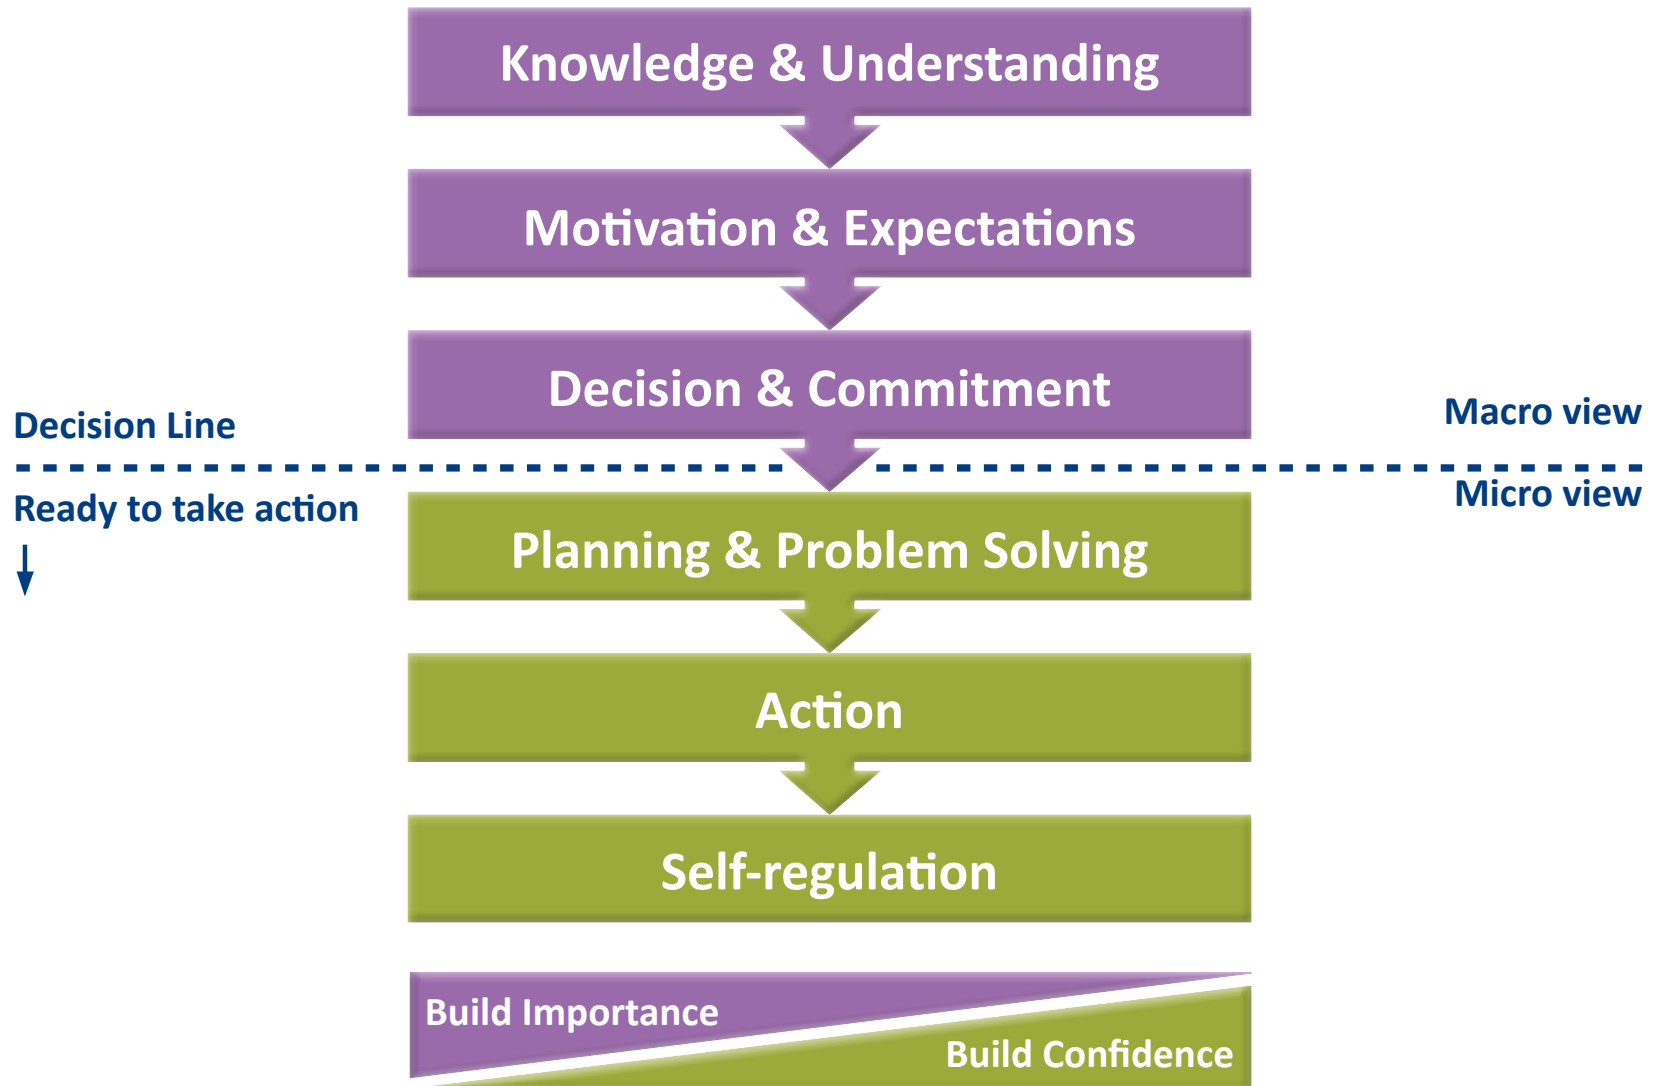 Knowledge & Understanding
Motivation & Expectations
Decision & Commitment
Decision Line
Macro view
Ready to take action
Micro view
Planning & Problem Solving
Action
Self-regulation
Build Importance
Build Confidence